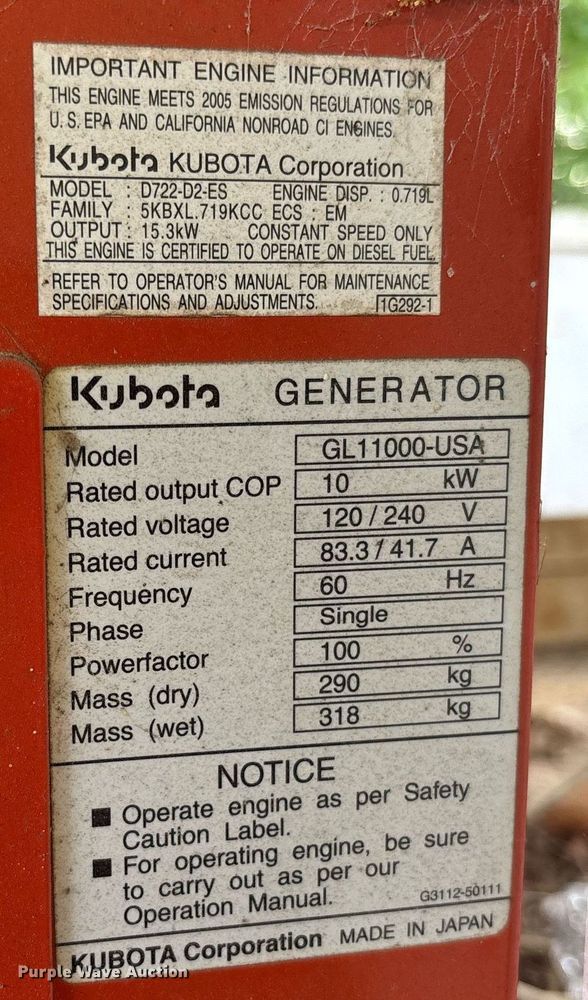 IMPORTANT ENGINE INFORMATION
THIS ENGINE MEETS 2005 EMISSION REGULATIONS FOR
U.S. EPA AND CALIFORNIA NONROAD CI ENGINES.
Kubota KUBOTA Corporation
MODEL : D722-D2-ES ENGINE DISP. : 0.719L
FAMILY : 5KBXL.719KCC ECS : EM
OUTPUT : 15.3kW CONSTANT SPEED ONLY
THIS ENGINE IS CERTIFIED TO OPERATE ON DIESEL FUEL.
REFER TO OPERATOR'S MANUAL FOR MAINTENANCE
SPECIFICATIONS AND ADJUSTMENTS. 1G292-1
Kubota GENERATOR
Model GL11000-USA
Rated output COP 10 kW
Rated voltage 120 / 240 V
Rated current 83.3 / 41.7 A
Frequency 60 Hz
Phase Single
Powerfactor 100 %
Mass (dry) 290 kg
Mass (wet) 318 kg
NOTICE
■ Operate engine as per Safety
Caution Label.
■ For operating engine, be sure
to carry out as per our
Operation Manual. G3112-50111
KUBOTA Corporation MADE IN JAPAN
Purple Wave Auction